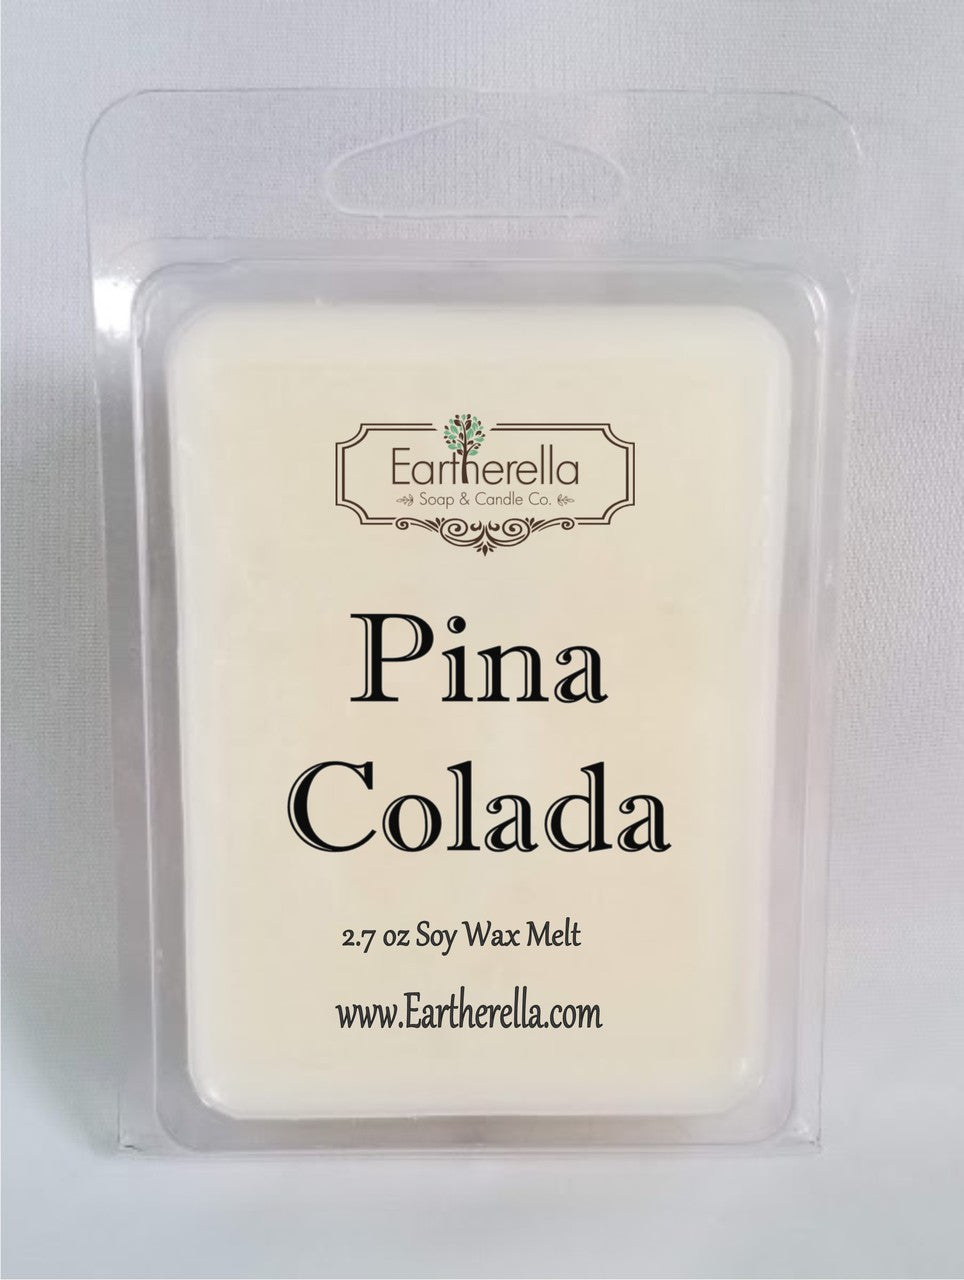 Eartherella
Soap & Candle Co.
Pina
Colada
2.7 oz Soy Wax Melt
www.Eartherella.com